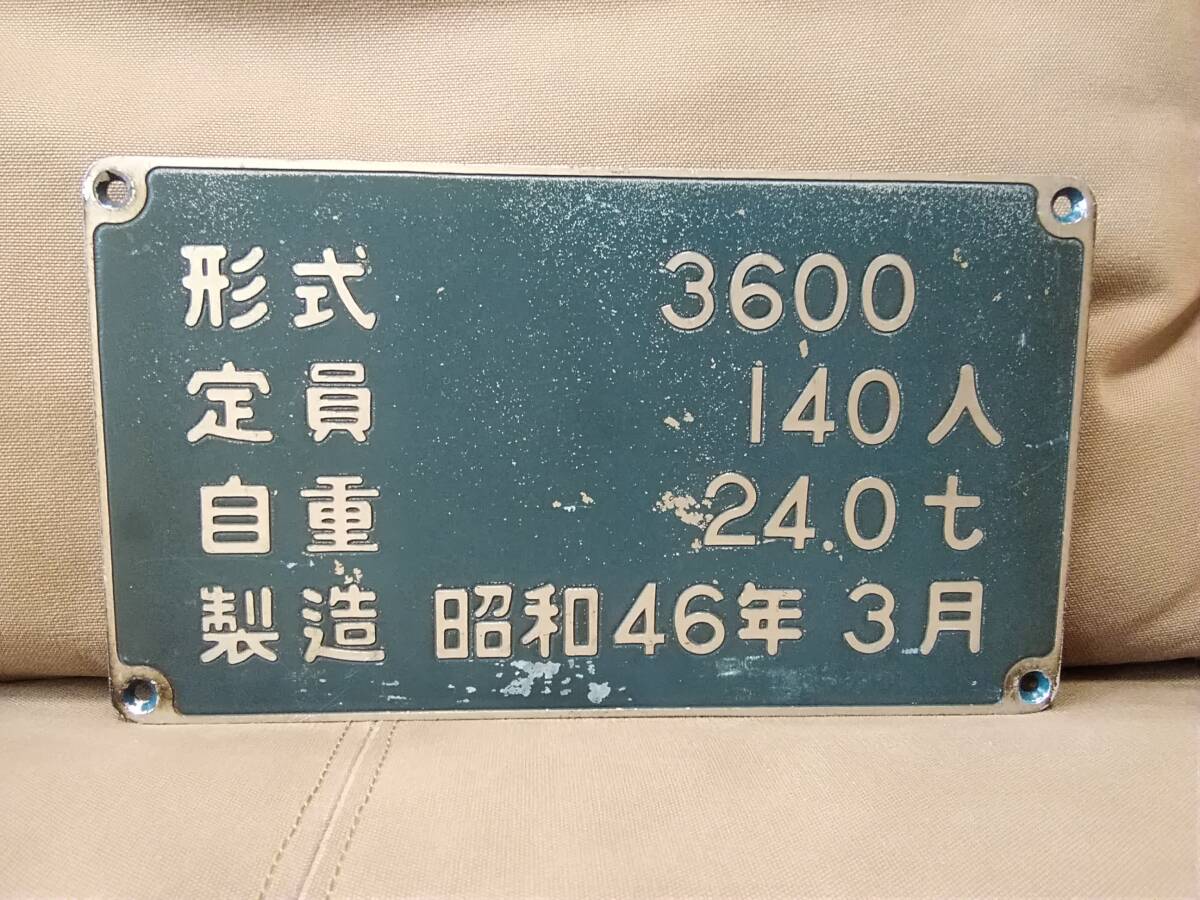 形式 3600
定員 140人
自重 24.0t
製造 昭和46年3月